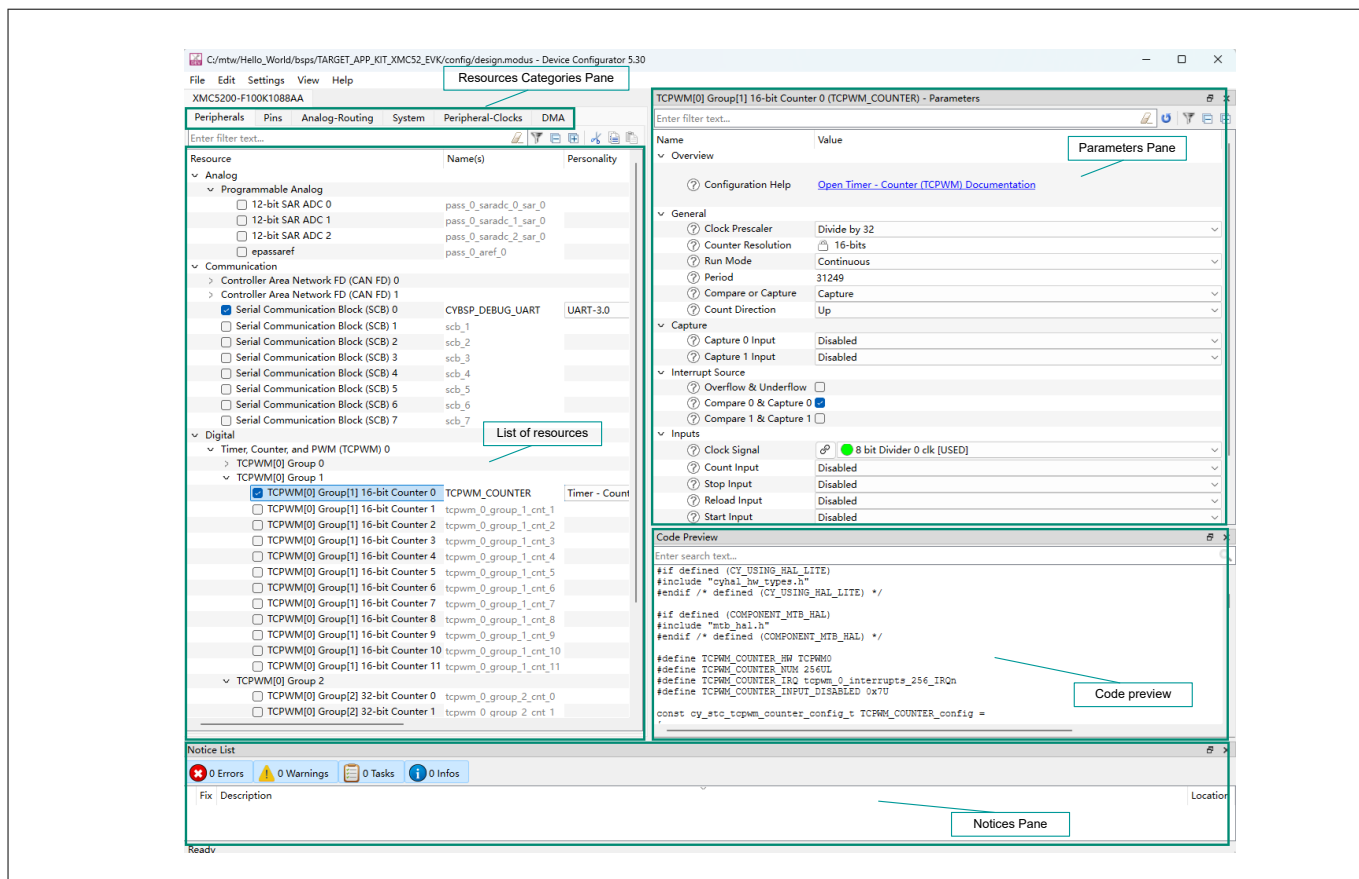 C:/mtw/Hello_World/bsps/TARGET_APP_KIT_XMC52_EVK/config/design.modus - Device Configurator 5.30
File Edit Settings View Help
Resources Categories Pane
XMC5200-F100K1088AA
Peripherals Pins Analog-Routing System Peripheral-Clocks DMA
Enter filter text...
Resource Name(s) Personality
Analog
Programmable Analog
12-bit SAR ADC 0 pass_0_saradc_0_sar_0
12-bit SAR ADC 1 pass_0_saradc_1_sar_0
12-bit SAR ADC 2 pass_0_saradc_2_sar_0
epassaref pass_0_aref_0
Communication
Controller Area Network FD (CAN FD) 0
Controller Area Network FD (CAN FD) 1
Serial Communication Block (SCB) 0 CYBSP_DEBUG_UART UART-3.0
Serial Communication Block (SCB) 1 scb_1
Serial Communication Block (SCB) 2 scb_2
Serial Communication Block (SCB) 3 scb_3
Serial Communication Block (SCB) 4 scb_4
Serial Communication Block (SCB) 5 scb_5
Serial Communication Block (SCB) 6 scb_6
Serial Communication Block (SCB) 7 scb_7
List of resources
Digital
Timer, Counter, and PWM (TCPWM) 0
TCPWM[0] Group 0
TCPWM[0] Group 1
TCPWM[0] Group[1] 16-bit Counter 0 TCPWM_COUNTER Timer - Count
TCPWM[0] Group[1] 16-bit Counter 1 tcpwm_0_group_1_cnt_1
TCPWM[0] Group[1] 16-bit Counter 2 tcpwm_0_group_1_cnt_2
TCPWM[0] Group[1] 16-bit Counter 3 tcpwm_0_group_1_cnt_3
TCPWM[0] Group[1] 16-bit Counter 4 tcpwm_0_group_1_cnt_4
TCPWM[0] Group[1] 16-bit Counter 5 tcpwm_0_group_1_cnt_5
TCPWM[0] Group[1] 16-bit Counter 6 tcpwm_0_group_1_cnt_6
TCPWM[0] Group[1] 16-bit Counter 7 tcpwm_0_group_1_cnt_7
TCPWM[0] Group[1] 16-bit Counter 8 tcpwm_0_group_1_cnt_8
TCPWM[0] Group[1] 16-bit Counter 9 tcpwm_0_group_1_cnt_9
TCPWM[0] Group[1] 16-bit Counter 10 tcpwm_0_group_1_cnt_10
TCPWM[0] Group[1] 16-bit Counter 11 tcpwm_0_group_1_cnt_11
TCPWM[0] Group 2
TCPWM[0] Group[2] 32-bit Counter 0 tcpwm_0_group_2_cnt_0
TCPWM[0] Group[2] 32-bit Counter 1 tcpwm_0_group_2_cnt_1
TCPWM[0] Group[1] 16-bit Counter 0 (TCPWM_COUNTER) - Parameters
Enter filter text...
Name Value
Parameters Pane
Overview
Configuration Help Open Timer - Counter (TCPWM) Documentation
General
Clock Prescaler Divide by 32
Counter Resolution 16-bits
Run Mode Continuous
Period 31249
Compare or Capture Capture
Count Direction Up
Capture
Capture 0 Input Disabled
Capture 1 Input Disabled
Interrupt Source
Overflow & Underflow
Compare 0 & Capture 0
Compare 1 & Capture 1
Inputs
Clock Signal 8 bit Divider 0 clk [USED]
Count Input Disabled
Stop Input Disabled
Reload Input Disabled
Start Input Disabled
Code Preview
Enter search text...
#if defined (CY_USING_HAL_LITE)
#include "cyhal_hw_types.h"
#endif /* defined (CY_USING_HAL_LITE) */
#if defined (COMPONENT_MTB_HAL)
#include "mtb_hal.h"
#endif /* defined (COMPONENT_MTB_HAL) */
#define TCPWM_COUNTER_HW TCPWM0
#define TCPWM_COUNTER_NUM 256UL
#define TCPWM_COUNTER_IRQ tcpwm_0_interrupts_256_IRQn
#define TCPWM_COUNTER_INPUT_DISABLED 0x7U
Code preview
const cy_stc_tcpwm_counter_config_t TCPWM_COUNTER_config =
Notice List
0 Errors 0 Warnings 0 Tasks 0 Infos
Fix Description Location
Notices Pane
Ready